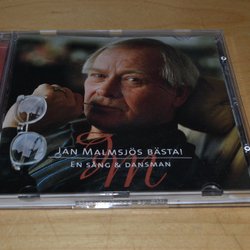 JAN MALMSJÖS BÄSTA!
EN SÅNG & DANSMAN